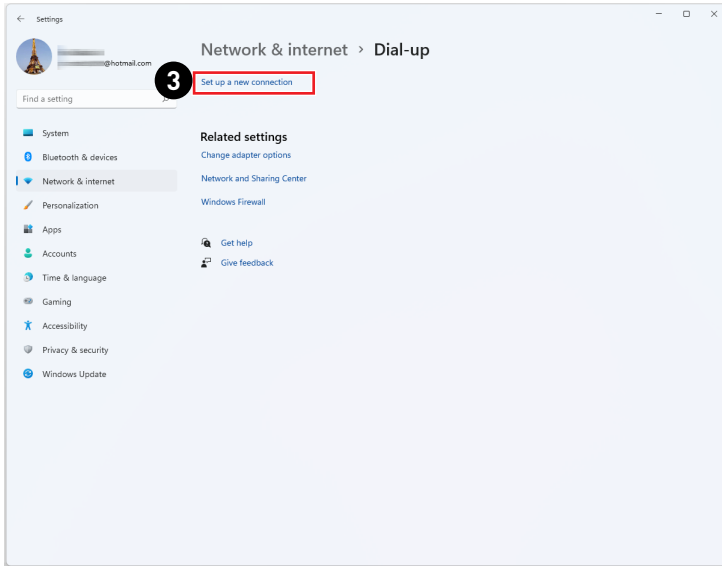 Settings
@hotmail.com
Find a setting
System
Bluetooth & devices
Network & internet
Personalization
Apps
Accounts
Time & language
Gaming
Accessibility
Privacy & security
Windows Update
Network & internet > Dial-up
3
Set up a new connection
Related settings
Change adapter options
Network and Sharing Center
Windows Firewall
Get help
Give feedback